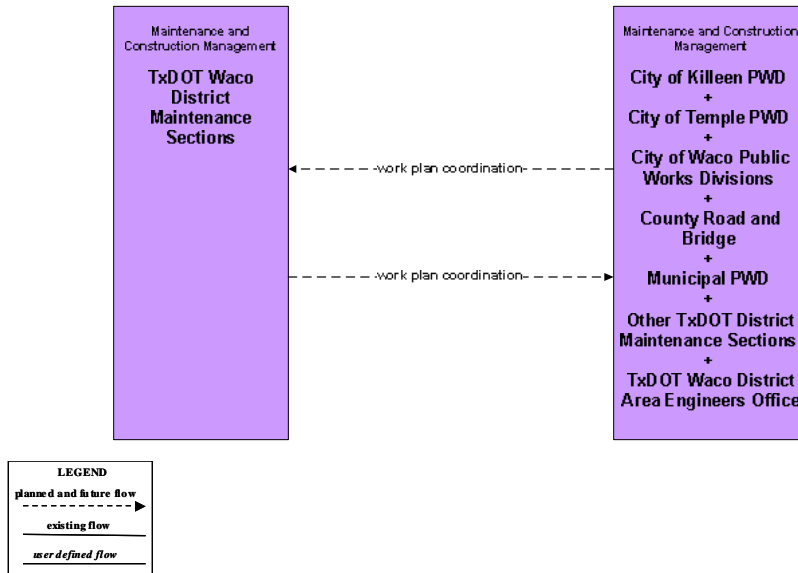 Maintenance and
Construction Management
TxDOT Waco
District
Maintenance
Sections
work plan coordination
work plan coordination
Maintenance and Construction
Management
City of Killeen PWD
+
City of Temple PWD
+
City of Waco Public
Works Divisions
+
County Road and
Bridge
+
Municipal PWD
+
Other TxDOT District
Maintenance Sections
+
TxDOT Waco District
Area Engineers Office
LEGEND
planned and future flow
existing flow
user defined flow